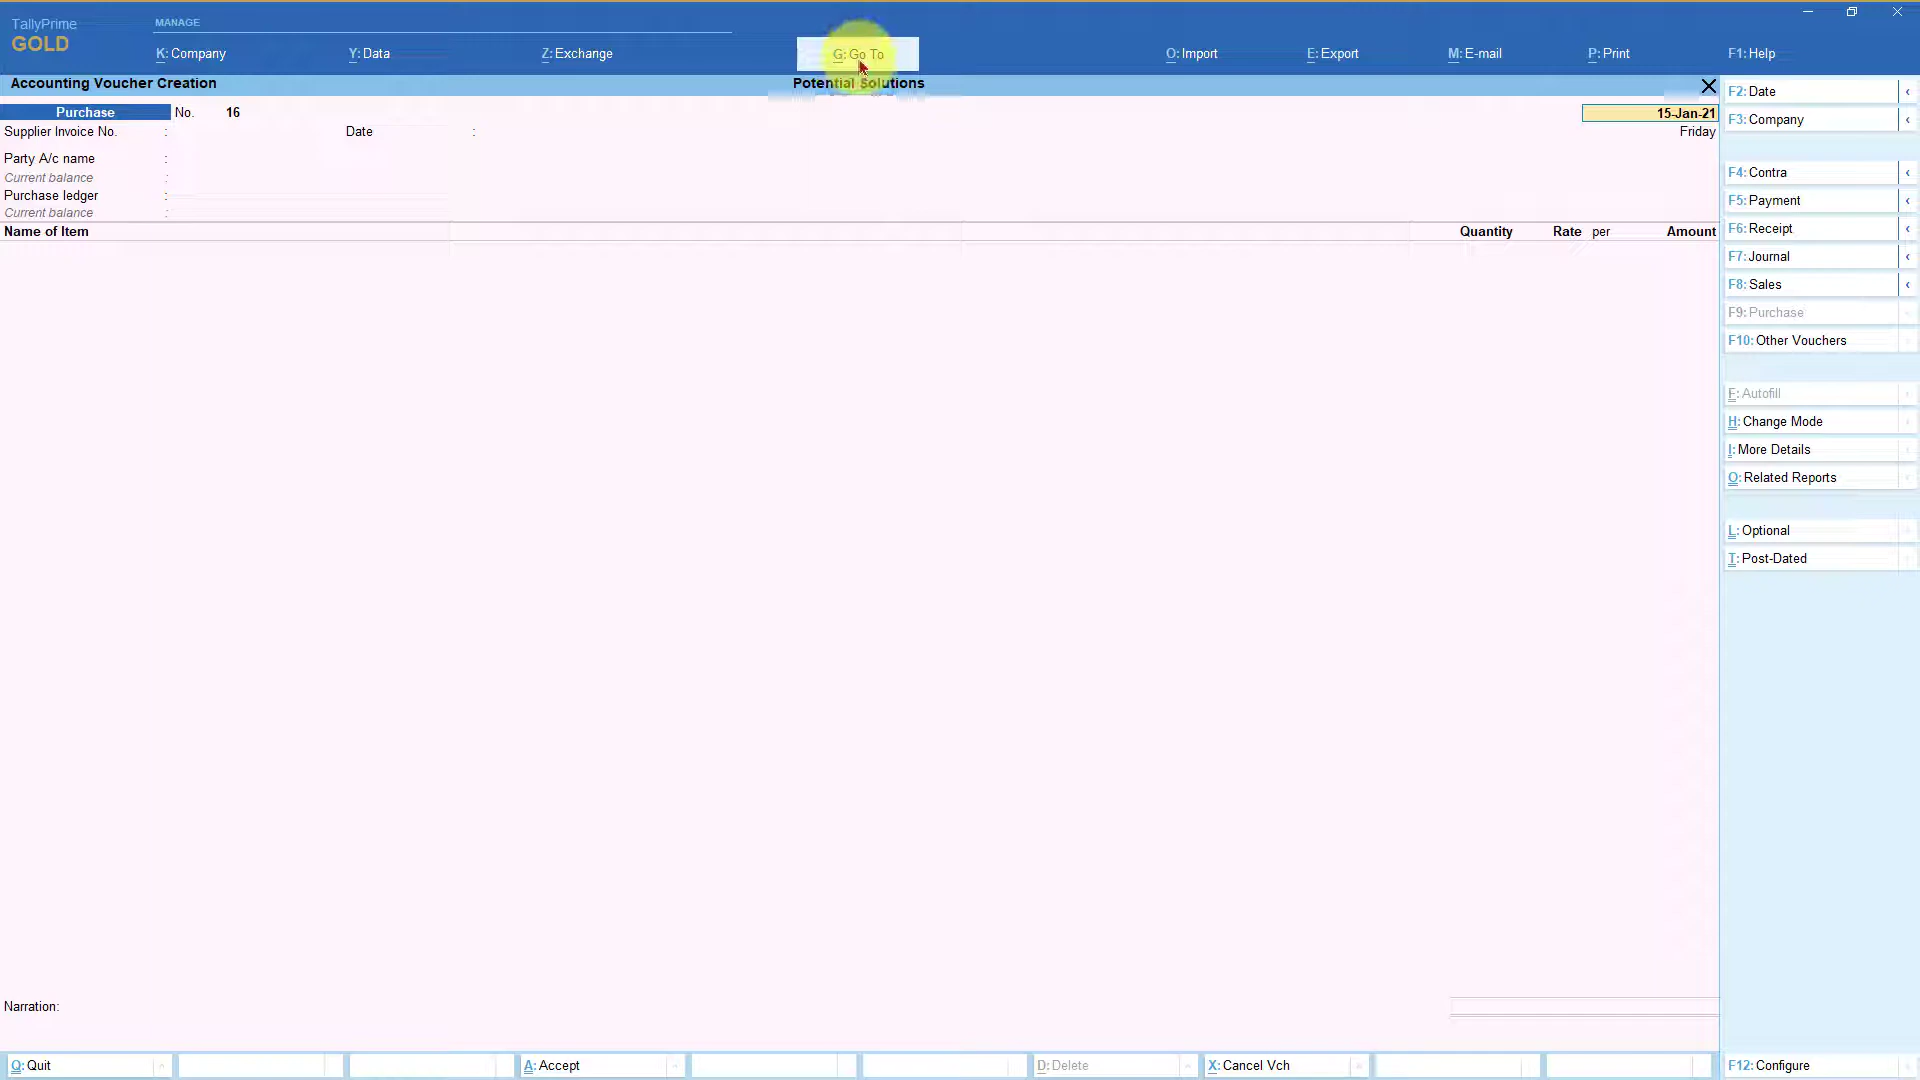 TallyPrime
GOLD
MANAGE
K: Company
Y: Data
Z: Exchange
G: Go To
O: Import
E: Export
M: E-mail
P: Print
F1: Help
Accounting Voucher Creation
Potential Solutions
Purchase No. 16
15-Jan-21
Supplier Invoice No. : Date :
Friday
Party A/c name :
Current balance :
Purchase ledger :
Current balance :
Name of Item Quantity Rate per Amount
Narration:
F2: Date
F3: Company
F4: Contra
F5: Payment
F6: Receipt
F7: Journal
F8: Sales
F9: Purchase
F10: Other Vouchers
F: Autofill
H: Change Mode
I: More Details
O: Related Reports
L: Optional
T: Post-Dated
Q: Quit
A: Accept
D: Delete
X: Cancel Vch
F12: Configure